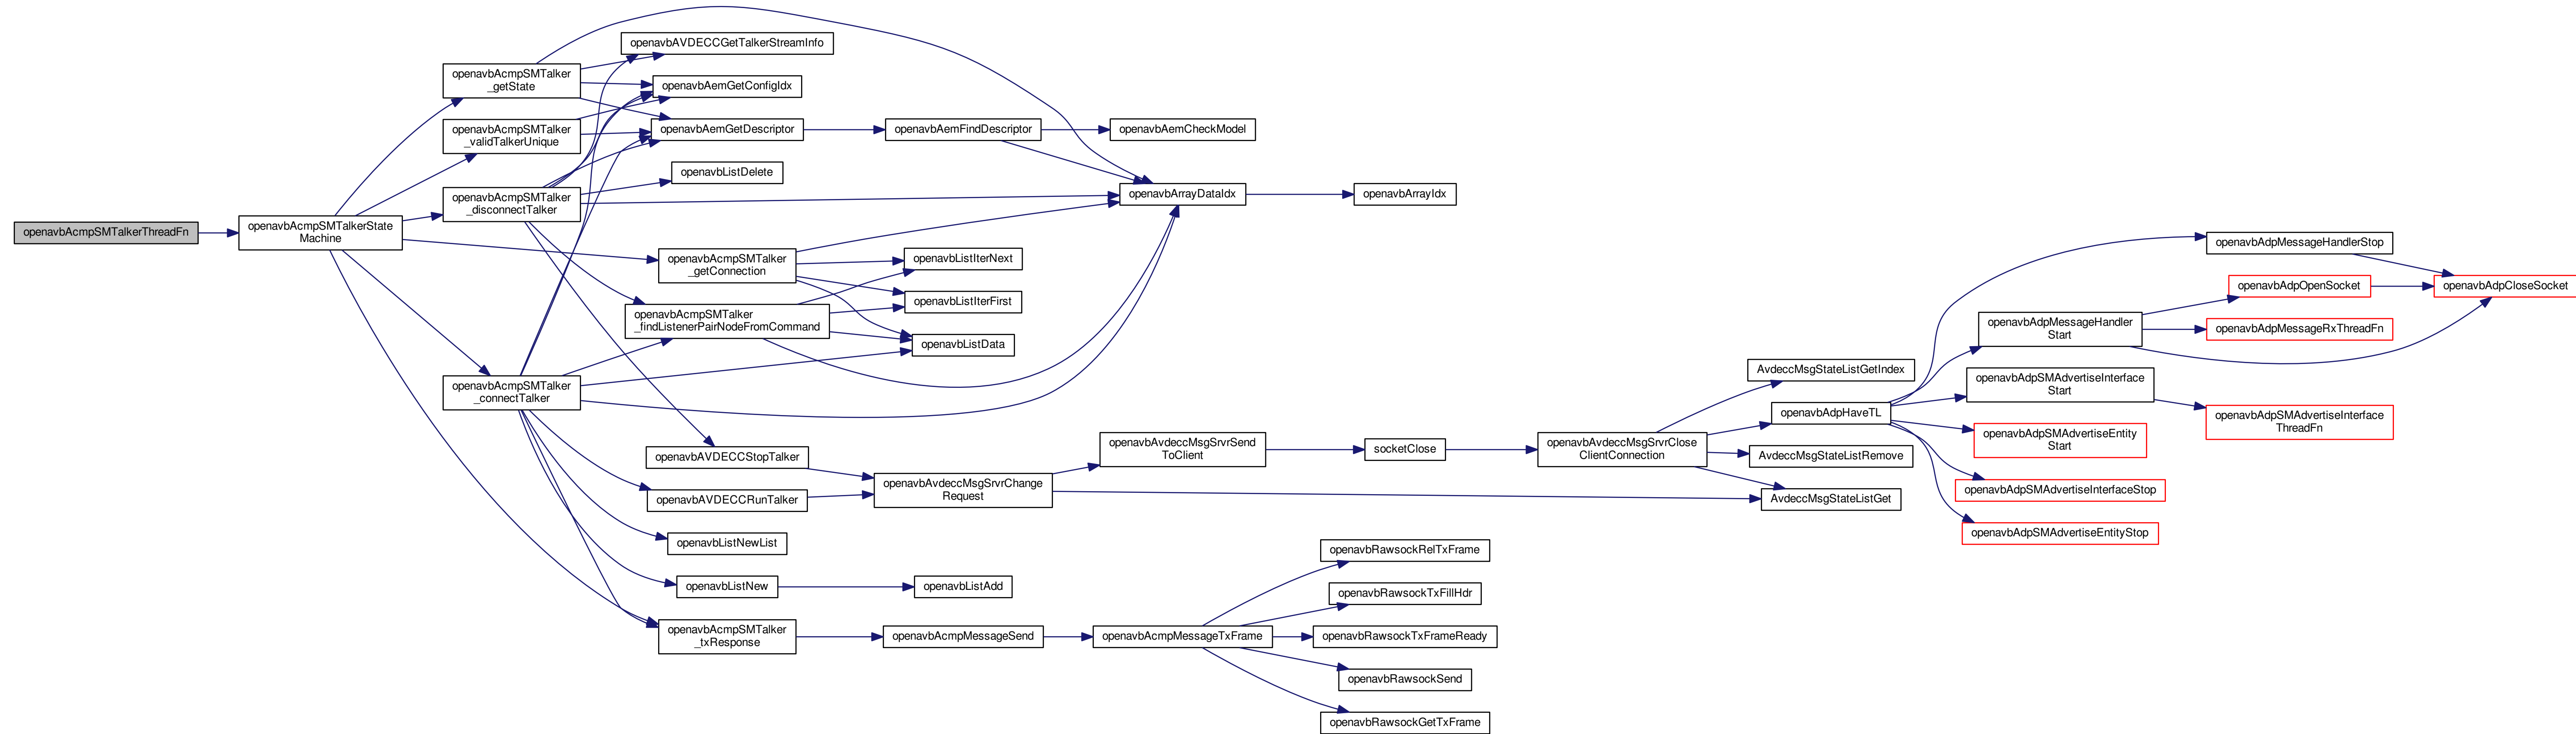 openavbAcmpSMTalkerThreadFn
openavbAcmpSMTalkerState
Machine
openavbAcmpSMTalker
_getState
openavbAcmpSMTalker
_validTalkerUnique
openavbAcmpSMTalker
_disconnectTalker
openavbAcmpSMTalker
_connectTalker
openavbAVDECCGetTalkerStreamInfo
openavbAemGetConfigIdx
openavbAemGetDescriptor
openavbListDelete
openavbAcmpSMTalker
_getConnection
openavbAcmpSMTalker
_findListenerPairNodeFromCommand
openavbAVDECCStopTalker
openavbAVDECCRunTalker
openavbListNewList
openavbListNew
openavbAcmpSMTalker
_txResponse
openavbAemFindDescriptor
openavbListIterNext
openavbListIterFirst
openavbListData
openavbAvdeccMsgSrvrChange
Request
openavbListAdd
openavbAcmpMessageSend
openavbAemCheckModel
openavbArrayDataIdx
openavbAvdeccMsgSrvrSend
ToClient
openavbAcmpMessageTxFrame
openavbArrayIdx
socketClose
openavbRawsockRelTxFrame
openavbRawsockTxFillHdr
openavbRawsockTxFrameReady
openavbRawsockSend
openavbRawsockGetTxFrame
openavbAvdeccMsgSrvrClose
ClientConnection
AvdeccMsgStateListGetIndex
openavbAdpHaveTL
AvdeccMsgStateListRemove
AvdeccMsgStateListGet
openavbAdpMessageHandler
Start
openavbAdpSMAdvertiseInterface
Start
openavbAdpSMAdvertiseEntity
Start
openavbAdpSMAdvertiseInterfaceStop
openavbAdpSMAdvertiseEntityStop
openavbAdpMessageHandlerStop
openavbAdpOpenSocket
openavbAdpMessageRxThreadFn
openavbAdpSMAdvertiseInterface
ThreadFn
openavbAdpCloseSocket